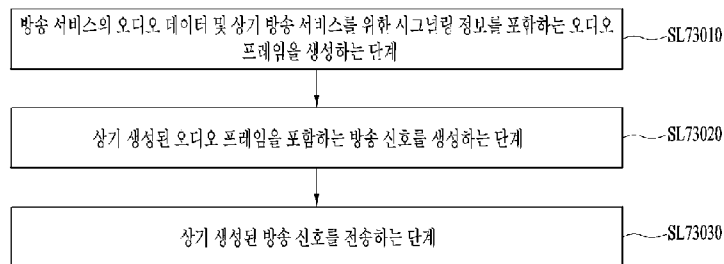 방송 서비스의 오디오 데이터 및 상기 방송 서비스를 위한 시그널링 정보를 포함하는 오디오
프레임을 생성하는 단계
SL73010
상기 생성된 오디오 프레임을 포함하는 방송 신호를 생성하는 단계
SL73020
상기 생성된 방송 신호를 전송하는 단계
SL73030